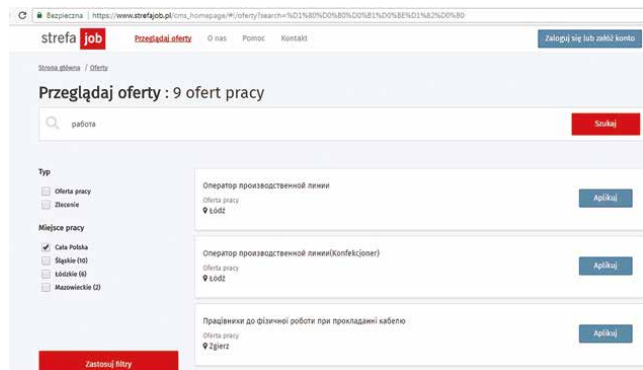 Bezpieczna | https://www.strefajob.pl/cms_homepage/#!/oferty?search=%D1%80%D0%B0%D0%B1%D0%BE%D1%82%D0%B0
strefa job
Przeglądaj oferty O nas Pomoc Kontakt
Zaloguj się lub załóż konto
Strona główna / Oferty
Przeglądaj oferty : 9 ofert pracy
работа
Szukaj
Typ
Oferta pracy
Zlecenie
Miejsce pracy
Cała Polska
Śląskie (10)
Łódzkie (6)
Mazowieckie (2)
Zastosuj filtry
Оператор производственной линии
Oferta pracy
Łódź
Aplikuj
Оператор производственной линии(Konfekcjoner)
Oferta pracy
Łódź
Aplikuj
Працівники до фізичної роботи при прокладанні кабелю
Oferta pracy
Zgierz
Aplikuj